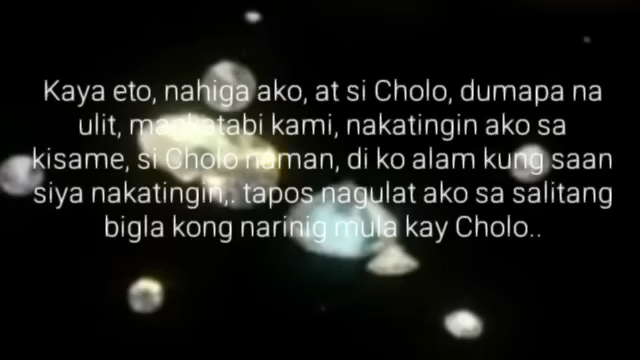 Kaya eto, nahiga ako, at si Cholo, dumapa na
ulit, magkatabi kami, nakatingin ako sa
kisame, si Cholo naman, di ko alam kung saan
siya nakatingin,. tapos nagulat ako sa salitang
bigla kong narinig mula kay Cholo..